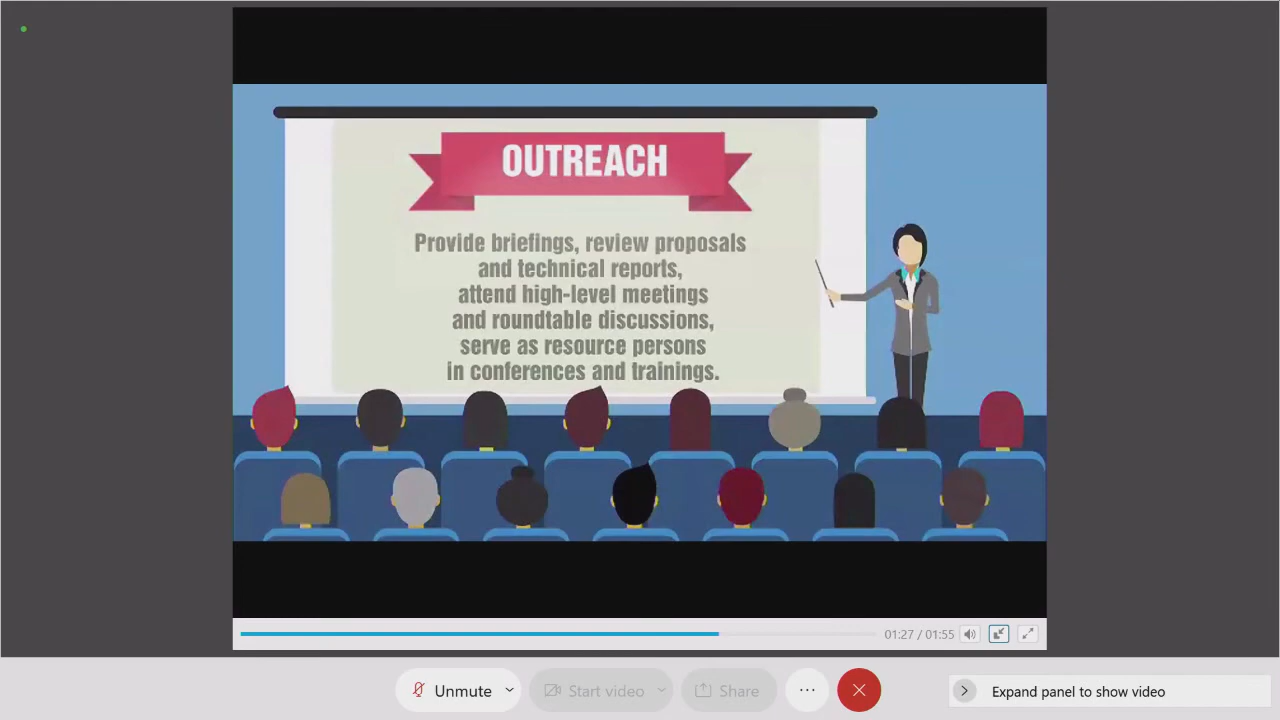 OUTREACH
Provide briefings, review proposals
and technical reports,
attend high-level meetings
and roundtable discussions,
serve as resource persons
in conferences and trainings.
01:27 / 01:55
Unmute
Start video
Share
Expand panel to show video